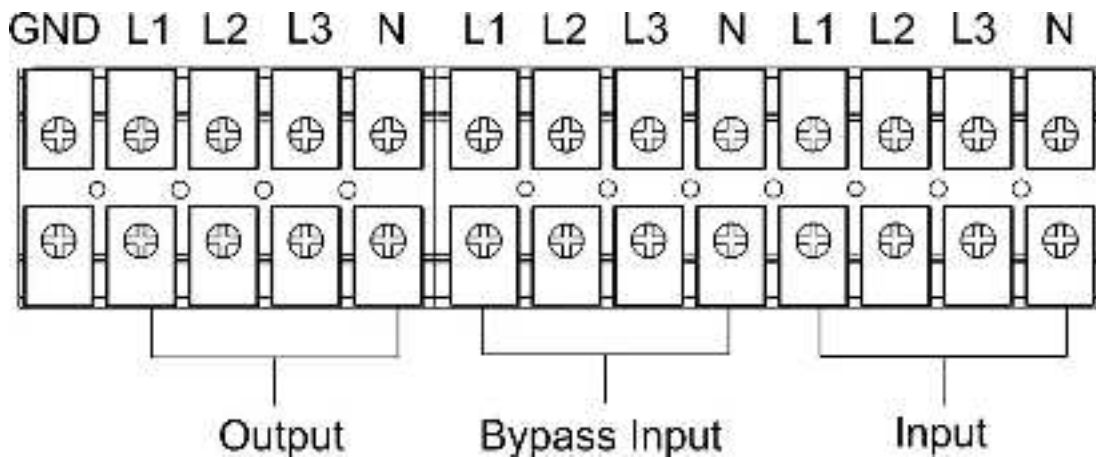 GND L1 L2 L3 N L1 L2 L3 N L1 L2 L3 N
Output Bypass Input Input